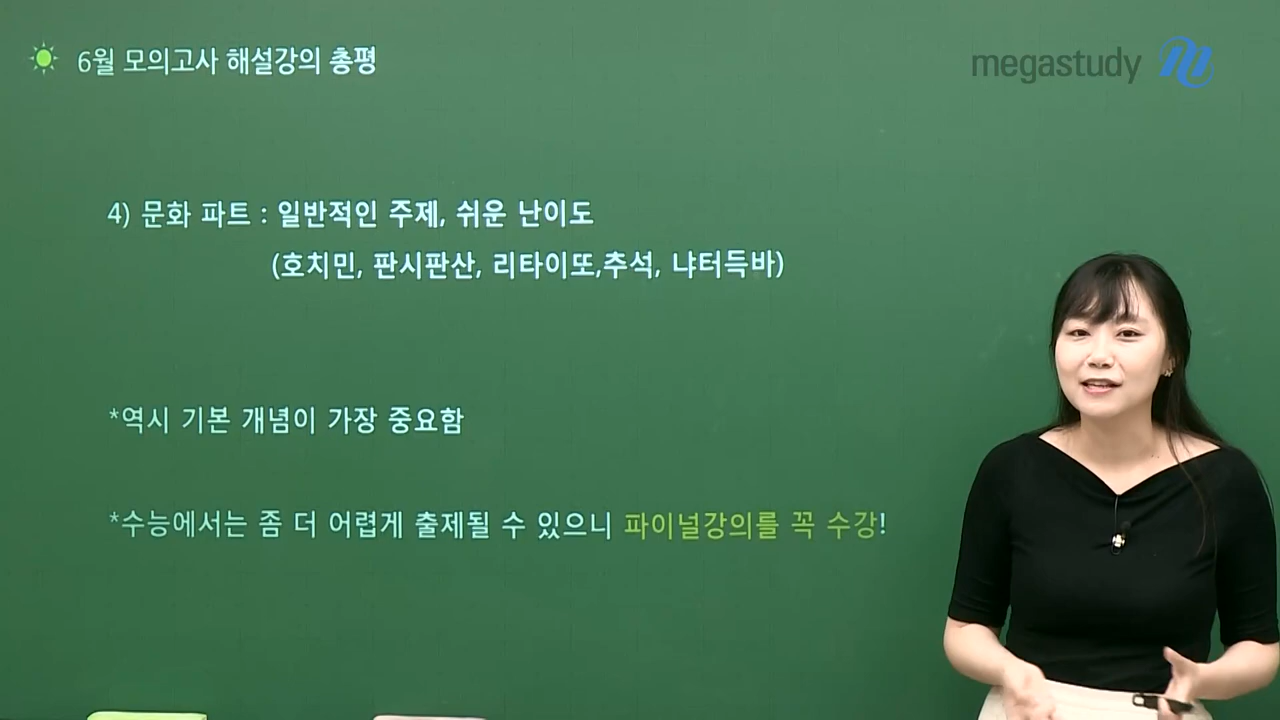 6월 모의고사 해설강의 총평
megastudy
4) 문화 파트 : 일반적인 주제, 쉬운 난이도
(호치민, 판시판산, 리타이또,추석, 냐터득바)
*역시 기본 개념이 가장 중요함
*수능에서는 좀 더 어렵게 출제될 수 있으니 파이널강의를 꼭 수강!